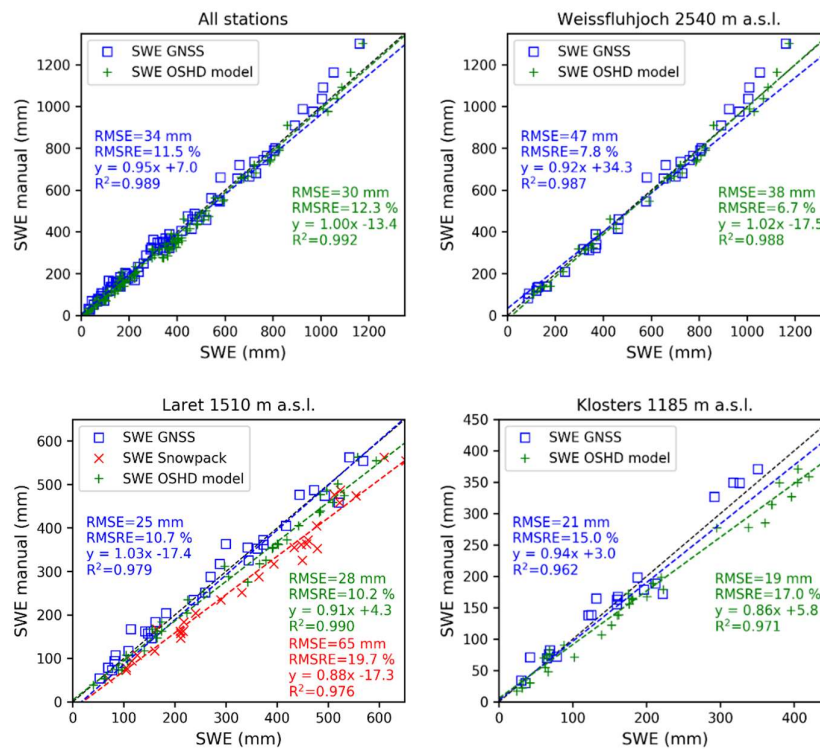 All stations
SWE GNSS
SWE OSHD model
RMSE=34 mm
RMSRE=11.5 %
y = 0.95x +7.0
R²=0.989
RMSE=30 mm
RMSRE=12.3 %
y = 1.00x -13.4
R²=0.992
SWE manual (mm)
1200
1000
800
600
400
200
0
0 200 400 600 800 1000 1200
SWE (mm)
Weissfluhjoch 2540 m a.s.l.
SWE GNSS
SWE OSHD model
RMSE=47 mm
RMSRE=7.8 %
y = 0.92x +34.3
R²=0.987
RMSE=38 mm
RMSRE=6.7 %
y = 1.02x -17.5
R²=0.988
SWE manual (mm)
1200
1000
800
600
400
200
0
0 200 400 600 800 1000 1200
SWE (mm)
Laret 1510 m a.s.l.
SWE GNSS
SWE Snowpack
SWE OSHD model
RMSE=25 mm
RMSRE=10.7 %
y = 1.03x -17.4
R²=0.979
RMSE=28 mm
RMSRE=10.2 %
y = 0.91x +4.3
R²=0.990
RMSE=65 mm
RMSRE=19.7 %
y = 0.88x -17.3
R²=0.976
SWE manual (mm)
600
500
400
300
200
100
0
0 100 200 300 400 500 600
SWE (mm)
Klosters 1185 m a.s.l.
SWE GNSS
SWE OSHD model
RMSE=21 mm
RMSRE=15.0 %
y = 0.94x +3.0
R²=0.962
RMSE=19 mm
RMSRE=17.0 %
y = 0.86x +5.8
R²=0.971
SWE manual (mm)
450
400
350
300
250
200
150
100
50
0
0 100 200 300 400
SWE (mm)